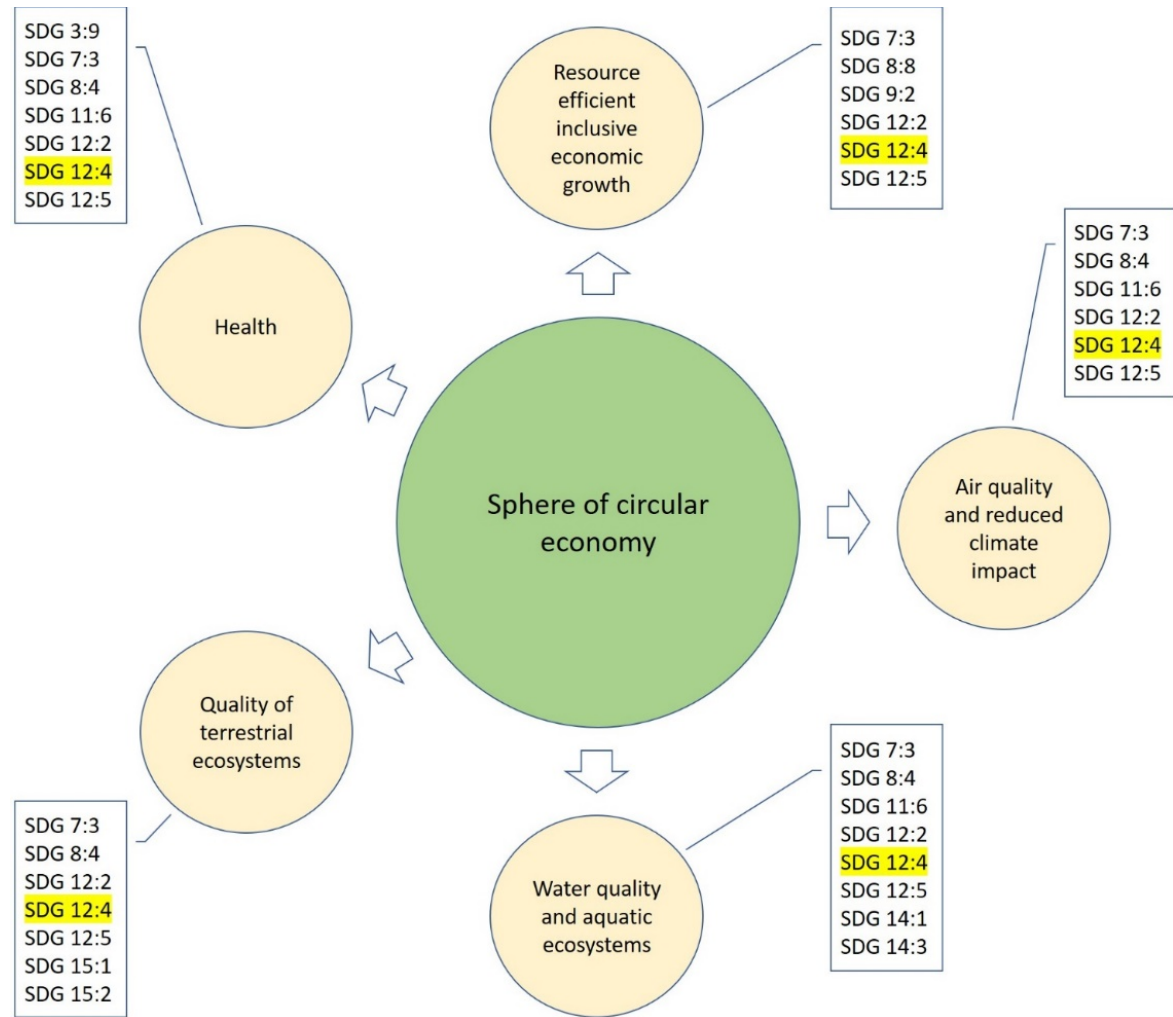 SDG 3:9
SDG 7:3
SDG 8:4
SDG 11:6
SDG 12:2
SDG 12:4
SDG 12:5
Health
Resource
efficient
inclusive
economic
growth
SDG 7:3
SDG 8:8
SDG 9:2
SDG 12:2
SDG 12:4
SDG 12:5
SDG 7:3
SDG 8:4
SDG 11:6
SDG 12:2
SDG 12:4
SDG 12:5
Air quality
and reduced
climate
impact
Sphere of circular
economy
Quality of
terrestrial
ecosystems
SDG 7:3
SDG 8:4
SDG 12:2
SDG 12:4
SDG 12:5
SDG 15:1
SDG 15:2
Water quality
and aquatic
ecosystems
SDG 7:3
SDG 8:4
SDG 11:6
SDG 12:2
SDG 12:4
SDG 12:5
SDG 14:1
SDG 14:3